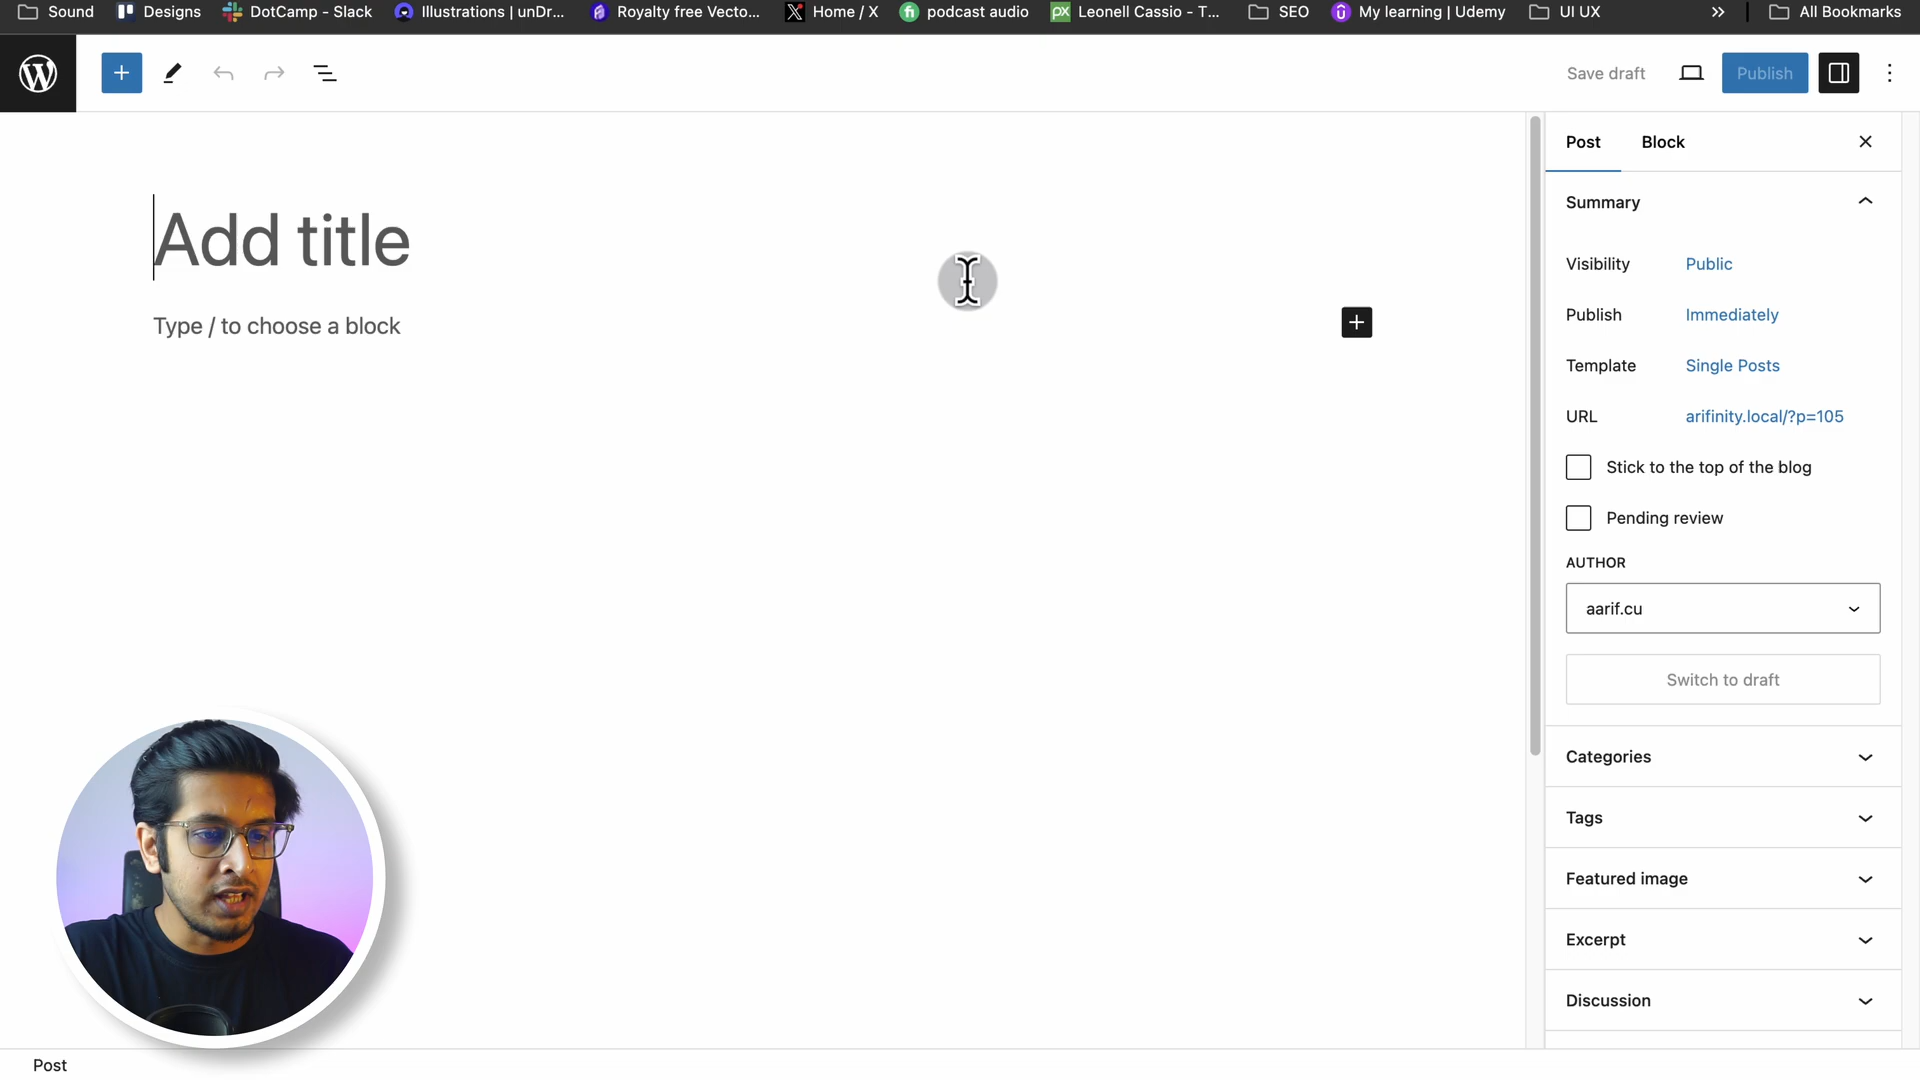 Sound Designs DotCamp - Slack Illustrations | unDr... Royalty free Vecto... Home / X podcast audio Leonell Cassio - T... SEO My learning | Udemy UI UX » All Bookmarks
Save draft Publish
Post Block
Add title
Type / to choose a block
Summary
Visibility Public
Publish Immediately
Template Single Posts
URL arifinity.local/?p=105
Stick to the top of the blog
Pending review
AUTHOR
aarif.cu
Switch to draft
Categories
Tags
Featured image
Excerpt
Discussion
Post